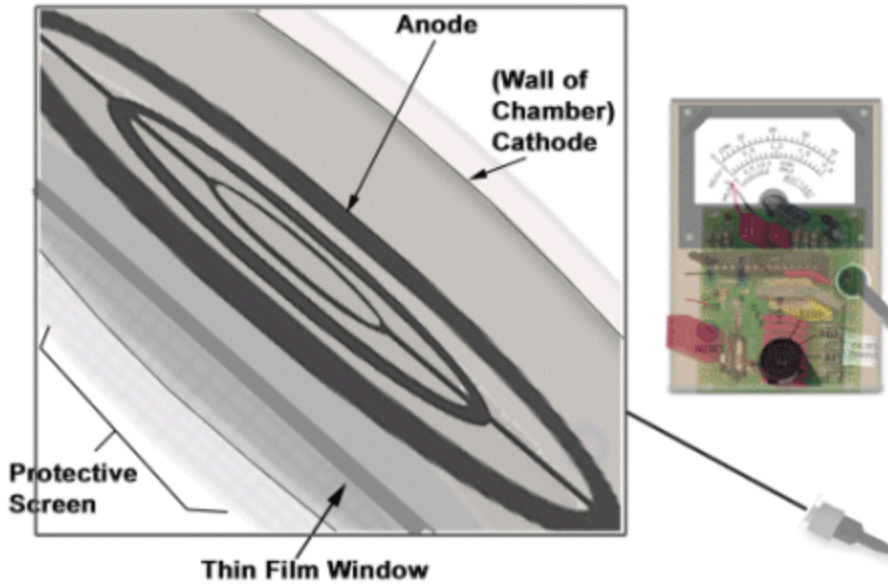 Anode
(Wall of
Chamber)
Cathode
Protective
Screen
Thin Film Window